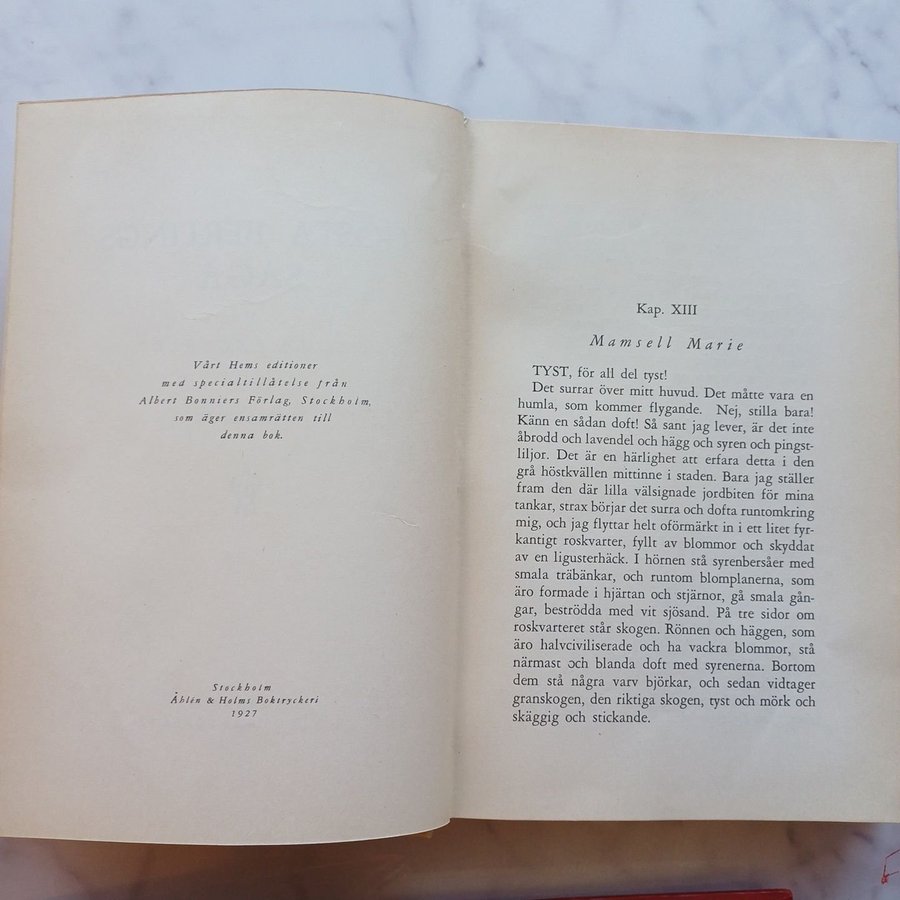 Vårt Hems editioner
med specialtillåtelse från
Albert Bonniers Förlag, Stockholm,
som äger ensamrätten till
denna bok.
Stockholm
Åhlén & Holms Boktryckeri
1927
Kap. XIII
Mamsell Marie
TYST, för all del tyst!
Det surrar över mitt huvud. Det måtte vara en
humla, som kommer flygande. Nej, stilla bara!
Känn en sådan doft! Så sant jag lever, är det inte
åbrodd och lavendel och hägg och syren och pingst-
liljor. Det är en härlighet att erfara detta i den
grå höstkvällen mittinne i staden. Bara jag ställer
fram den där lilla välsignade jordbiten för mina
tankar, strax börjar det surra och dofta runtomkring
mig, och jag flyttar helt oförmärkt in i ett litet fyr-
kantigt roskvarter, fyllt av blommor och skyddat
av en ligusterhäck. I hörnen stå syrenbersåer med
smala träbänkar, och runtom blomplanerna, som
äro formade i hjärtan och stjärnor, gå smala gån-
gar, beströdda med vit sjösand. På tre sidor om
roskvarteret står skogen. Rönnen och häggen, som
äro halvciviliserade och ha vackra blommor, stå
närmast och blanda doft med syrenerna. Bortom
dem stå några varv björkar, och sedan vidtager
granskogen, den riktiga skogen, tyst och mörk och
skäggig och stickande.